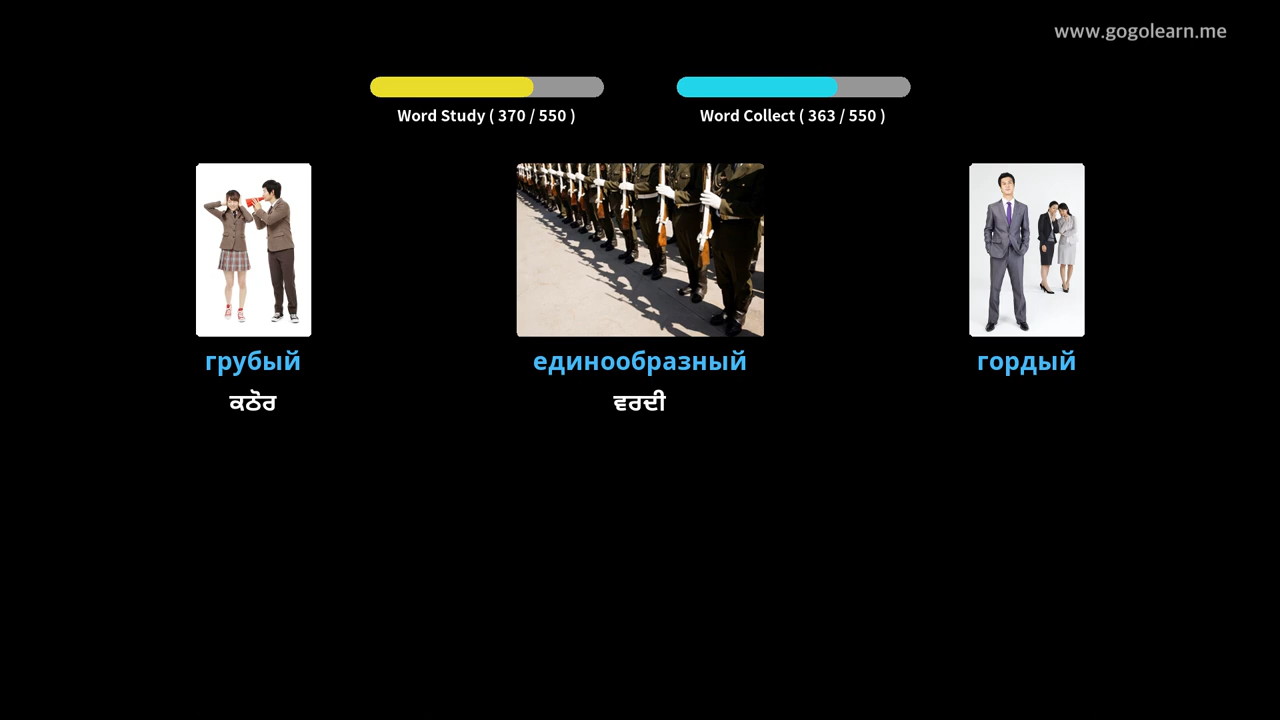 www.gogolearn.me
Word Study ( 370 / 550 )
Word Collect ( 363 / 550 )
грубый
единообразный
гордый
ਕਠੋਰ
ਵਰਦੀ